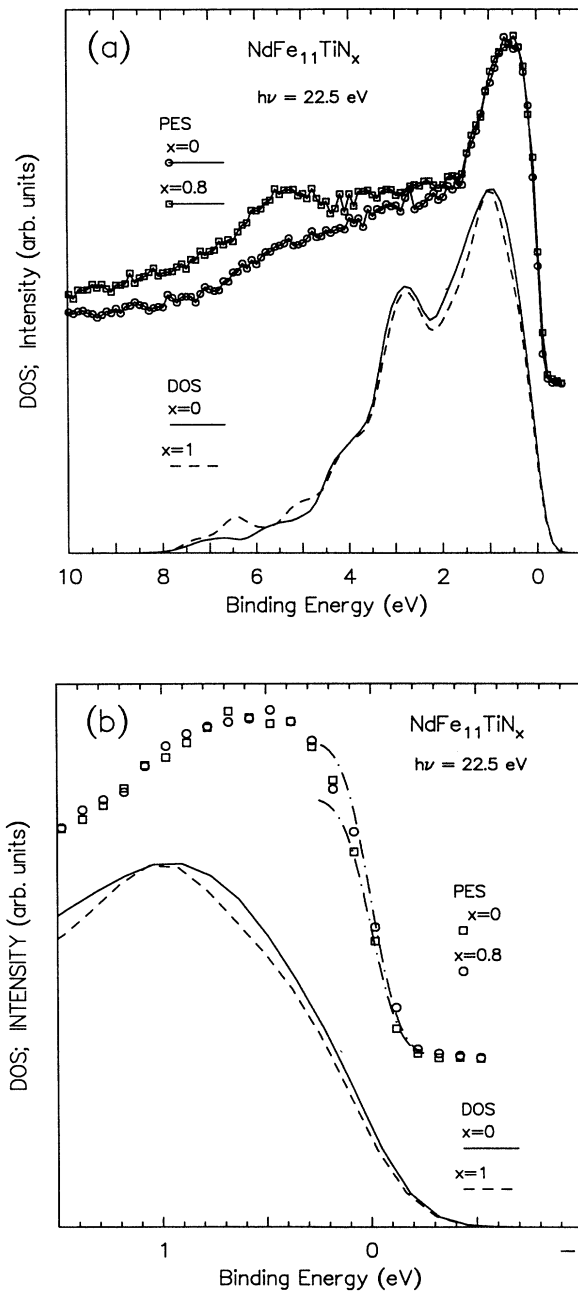 (a)
NdFe₁₁TiNₓ
hν = 22.5 eV
PES
x=0
x=0.8
DOS
x=0
x=1
DOS; Intensity (arb. units)
10 8 6 4 2 0
Binding Energy (eV)
(b)
NdFe₁₁TiNₓ
hν = 22.5 eV
PES
x=0
x=0.8
DOS
x=0
x=1
DOS; INTENSITY (arb. units)
1 0 −
Binding Energy (eV)